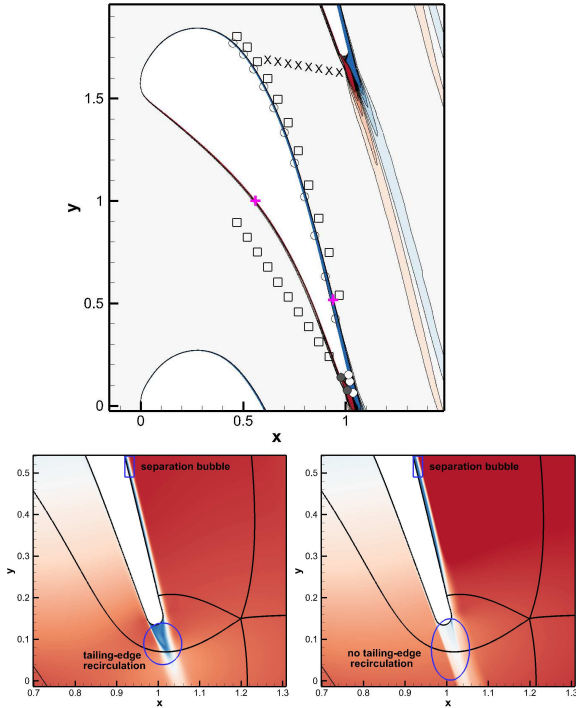 y
1.5
1
0.5
0
0
0.5
1
x
X X X X X X X X
separation bubble
tailing-edge
recirculation
y
0.5
0.4
0.3
0.2
0.1
0
0.7
0.8
0.9
1
1.1
1.2
1.3
x
separation bubble
no tailing-edge
recirculation
y
0.5
0.4
0.3
0.2
0.1
0
0.7
0.8
0.9
1
1.1
1.2
1.3
x